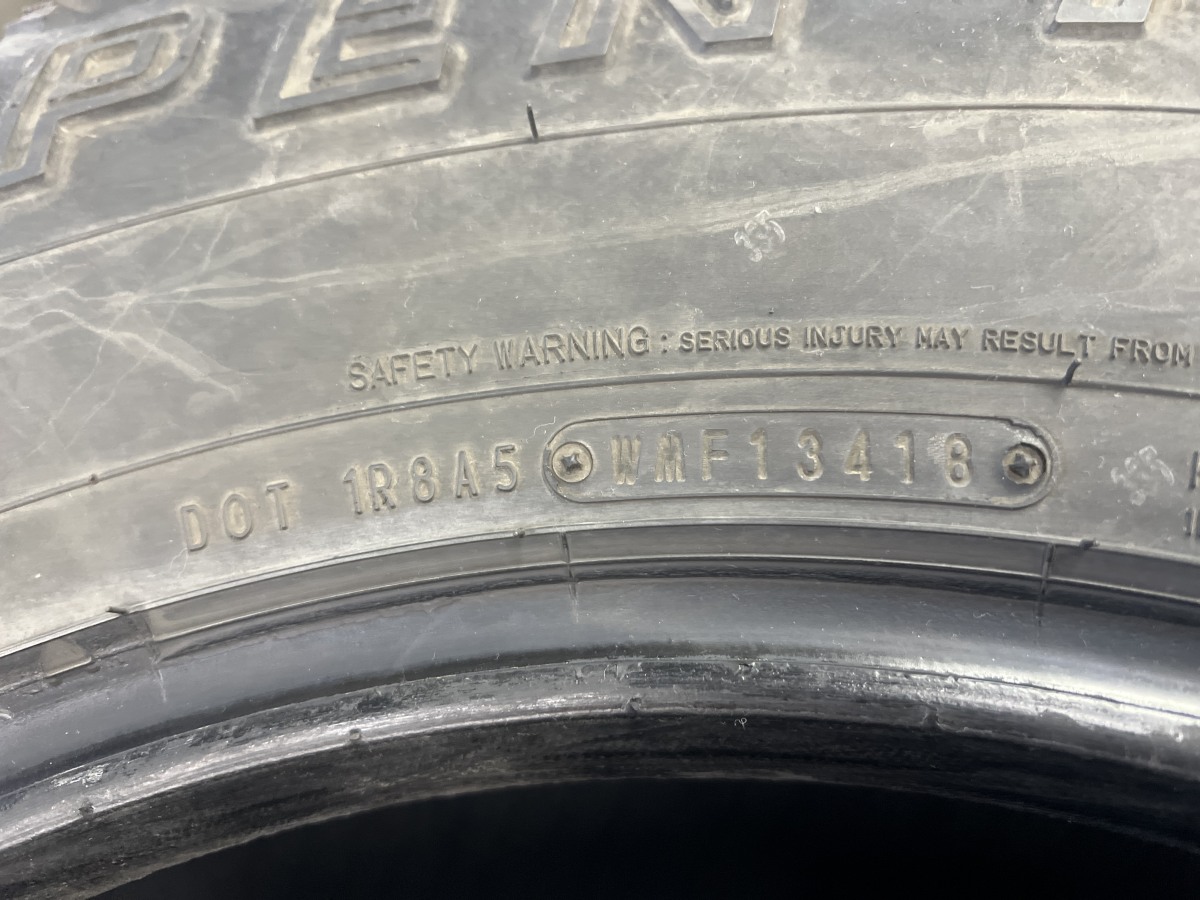 PEN
SAFETY WARNING : SERIOUS INJURY MAY RESULT FROM
DOT 1R8A5 WMF13418